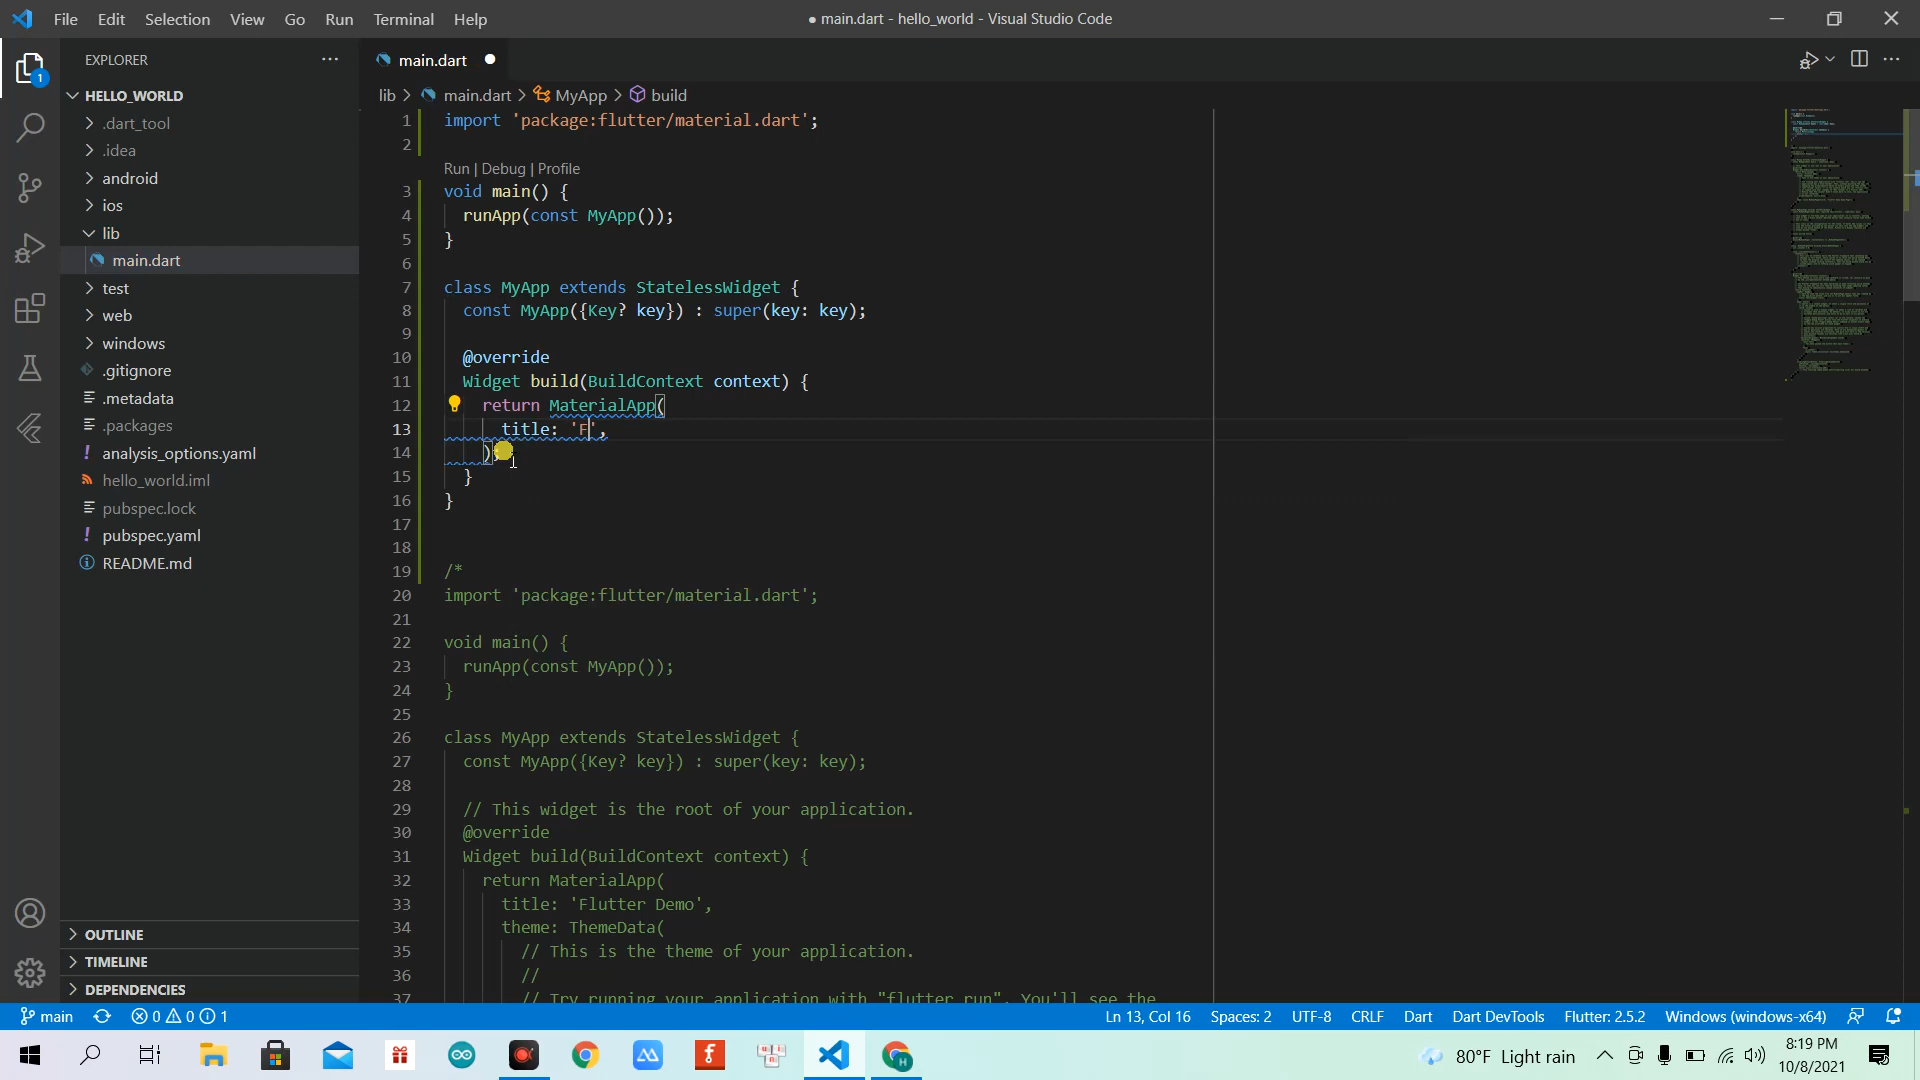 File Edit Selection View Go Run Terminal Help
● main.dart - hello_world - Visual Studio Code
EXPLORER
HELLO_WORLD
.dart_tool
.idea
android
ios
lib
main.dart
test
web
windows
.gitignore
.metadata
.packages
analysis_options.yaml
hello_world.iml
pubspec.lock
pubspec.yaml
README.md
OUTLINE
TIMELINE
DEPENDENCIES
main.dart
lib > main.dart > MyApp > build
1 import 'package:flutter/material.dart';
2
Run | Debug | Profile
3 void main() {
4 runApp(const MyApp());
5 }
6
7 class MyApp extends StatelessWidget {
8 const MyApp({Key? key}) : super(key: key);
9
10 @override
11 Widget build(BuildContext context) {
12 return MaterialApp(
13 title: 'F',
14 );
15 }
16 }
17
18
19 /*
20 import 'package:flutter/material.dart';
21
22 void main() {
23 runApp(const MyApp());
24 }
25
26 class MyApp extends StatelessWidget {
27 const MyApp({Key? key}) : super(key: key);
28
29 // This widget is the root of your application.
30 @override
31 Widget build(BuildContext context) {
32 return MaterialApp(
33 title: 'Flutter Demo',
34 theme: ThemeData(
35 // This is the theme of your application.
36 //
37 // Try running your application with "flutter run". You'll see the
main 0 0 1
Ln 13, Col 16 Spaces: 2 UTF-8 CRLF Dart Dart DevTools Flutter: 2.5.2 Windows (windows-x64)
80°F Light rain
8:19 PM
10/8/2021